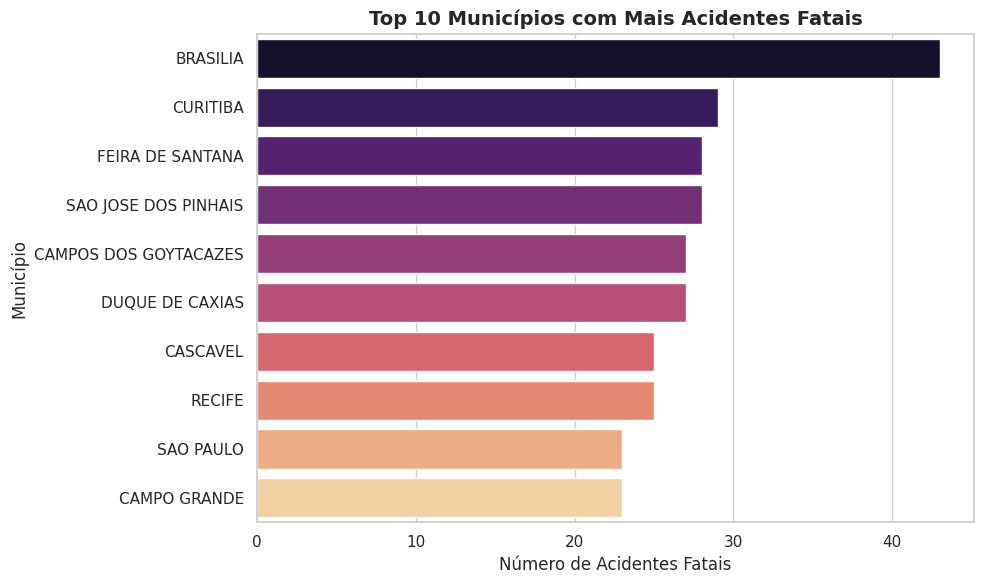 Top 10 Municípios com Mais Acidentes Fatais
Município
BRASILIA
CURITIBA
FEIRA DE SANTANA
SAO JOSE DOS PINHAIS
CAMPOS DOS GOYTACAZES
DUQUE DE CAXIAS
CASCAVEL
RECIFE
SAO PAULO
CAMPO GRANDE
0 10 20 30 40
Número de Acidentes Fatais